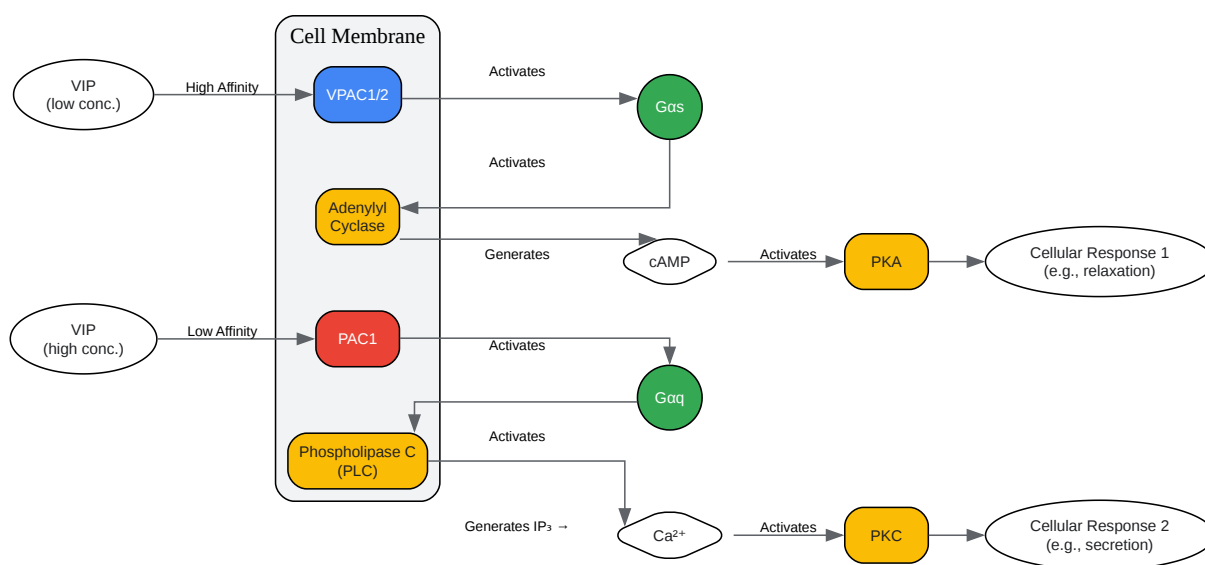 Cell Membrane
VIP
(low conc.)
High Affinity
VPAC1/2
Activates
Gαs
Activates
Adenylyl
Cyclase
Generates
cAMP
Activates
PKA
Cellular Response 1
(e.g., relaxation)
VIP
(high conc.)
Low Affinity
PAC1
Activates
Gαq
Activates
Phospholipase C
(PLC)
Generates IP₃ →
Ca²⁺
Activates
PKC
Cellular Response 2
(e.g., secretion)